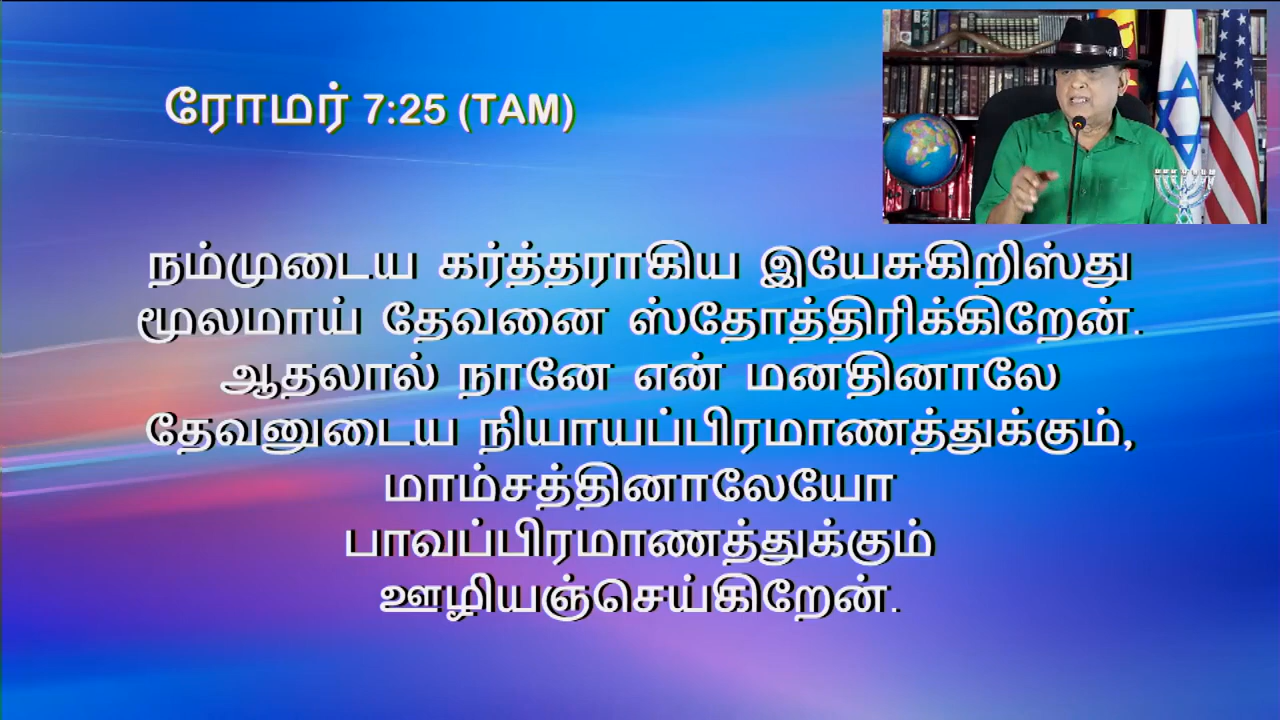 ரோமர் 7:25 (TAM)
நம்முடைய கர்த்தராகிய இயேசுகிறிஸ்து
மூலமாய் தேவனை ஸ்தோத்திரிக்கிறேன்.
ஆதலால் நானே என் மனதினாலே
தேவனுடைய நியாயப்பிரமாணத்துக்கும்,
மாம்சத்தினாலேயோ
பாவப்பிரமாணத்துக்கும்
ஊழியஞ்செய்கிறேன்.